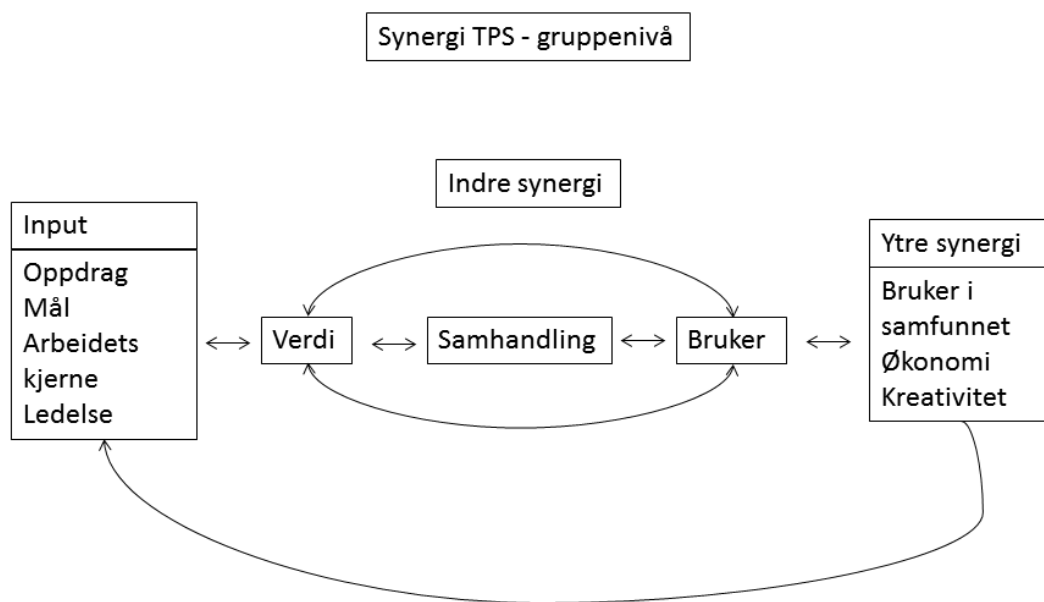 Synergi TPS - gruppenivå
Indre synergi
Input
Oppdrag
Mål
Arbeidets
kjerne
Ledelse
Verdi
Samhandling
Bruker
Ytre synergi
Bruker i
samfunnet
Økonomi
Kreativitet